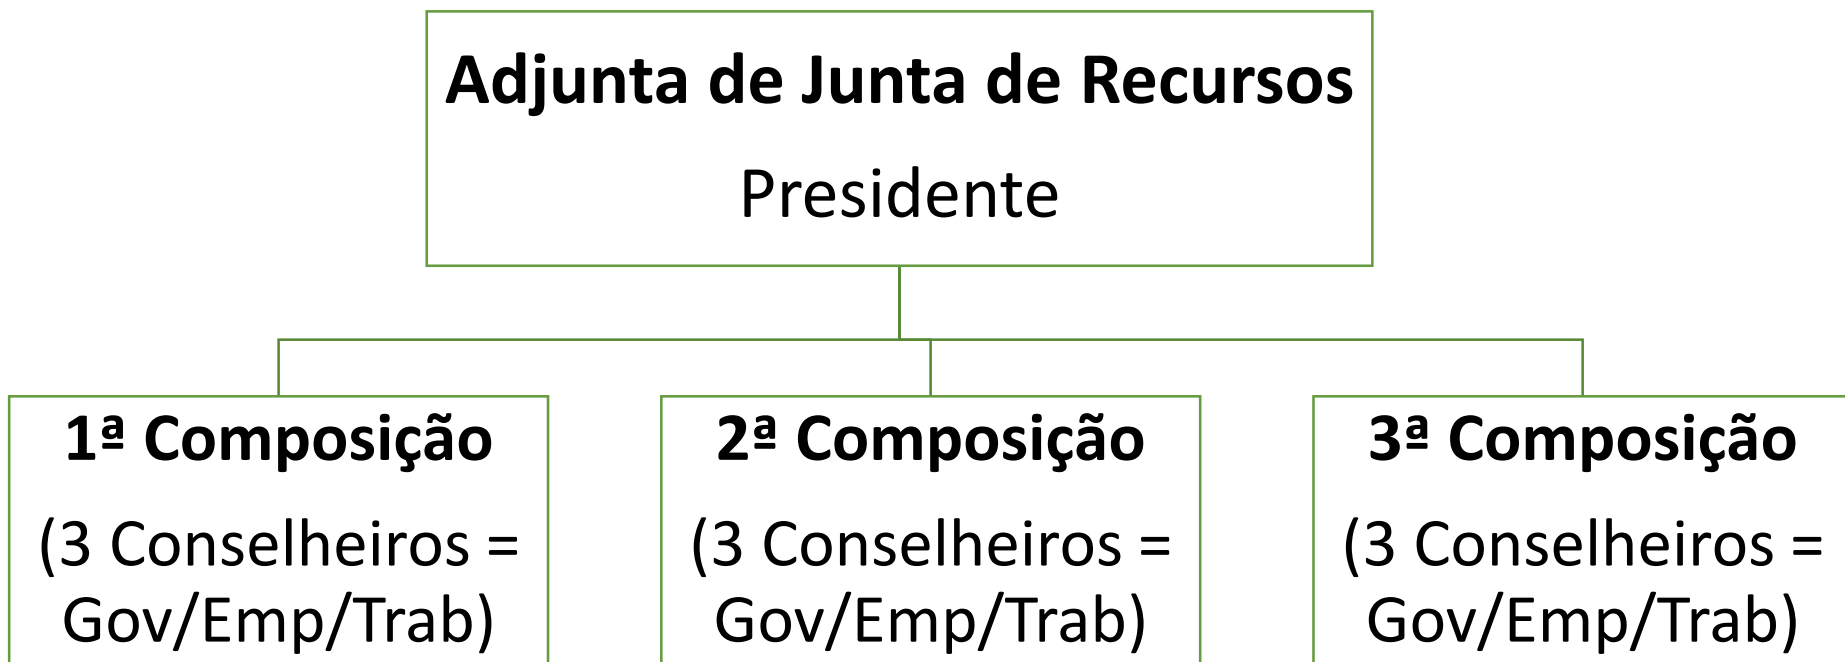 Adjunta de Junta de Recursos
Presidente
1ª Composição
(3 Conselheiros =
Gov/Emp/Trab)
2ª Composição
(3 Conselheiros =
Gov/Emp/Trab)
3ª Composição
(3 Conselheiros =
Gov/Emp/Trab)